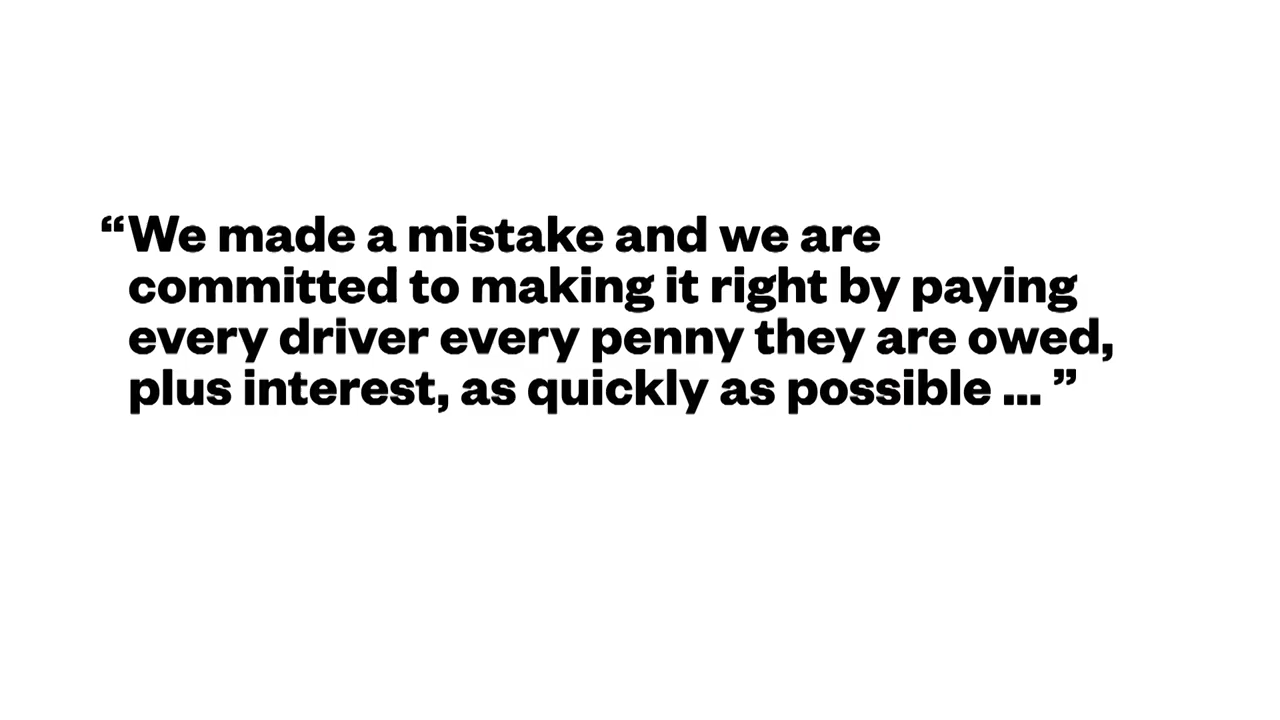 “We made a mistake and we are
committed to making it right by paying
every driver every penny they are owed,
plus interest, as quickly as possible ... ”